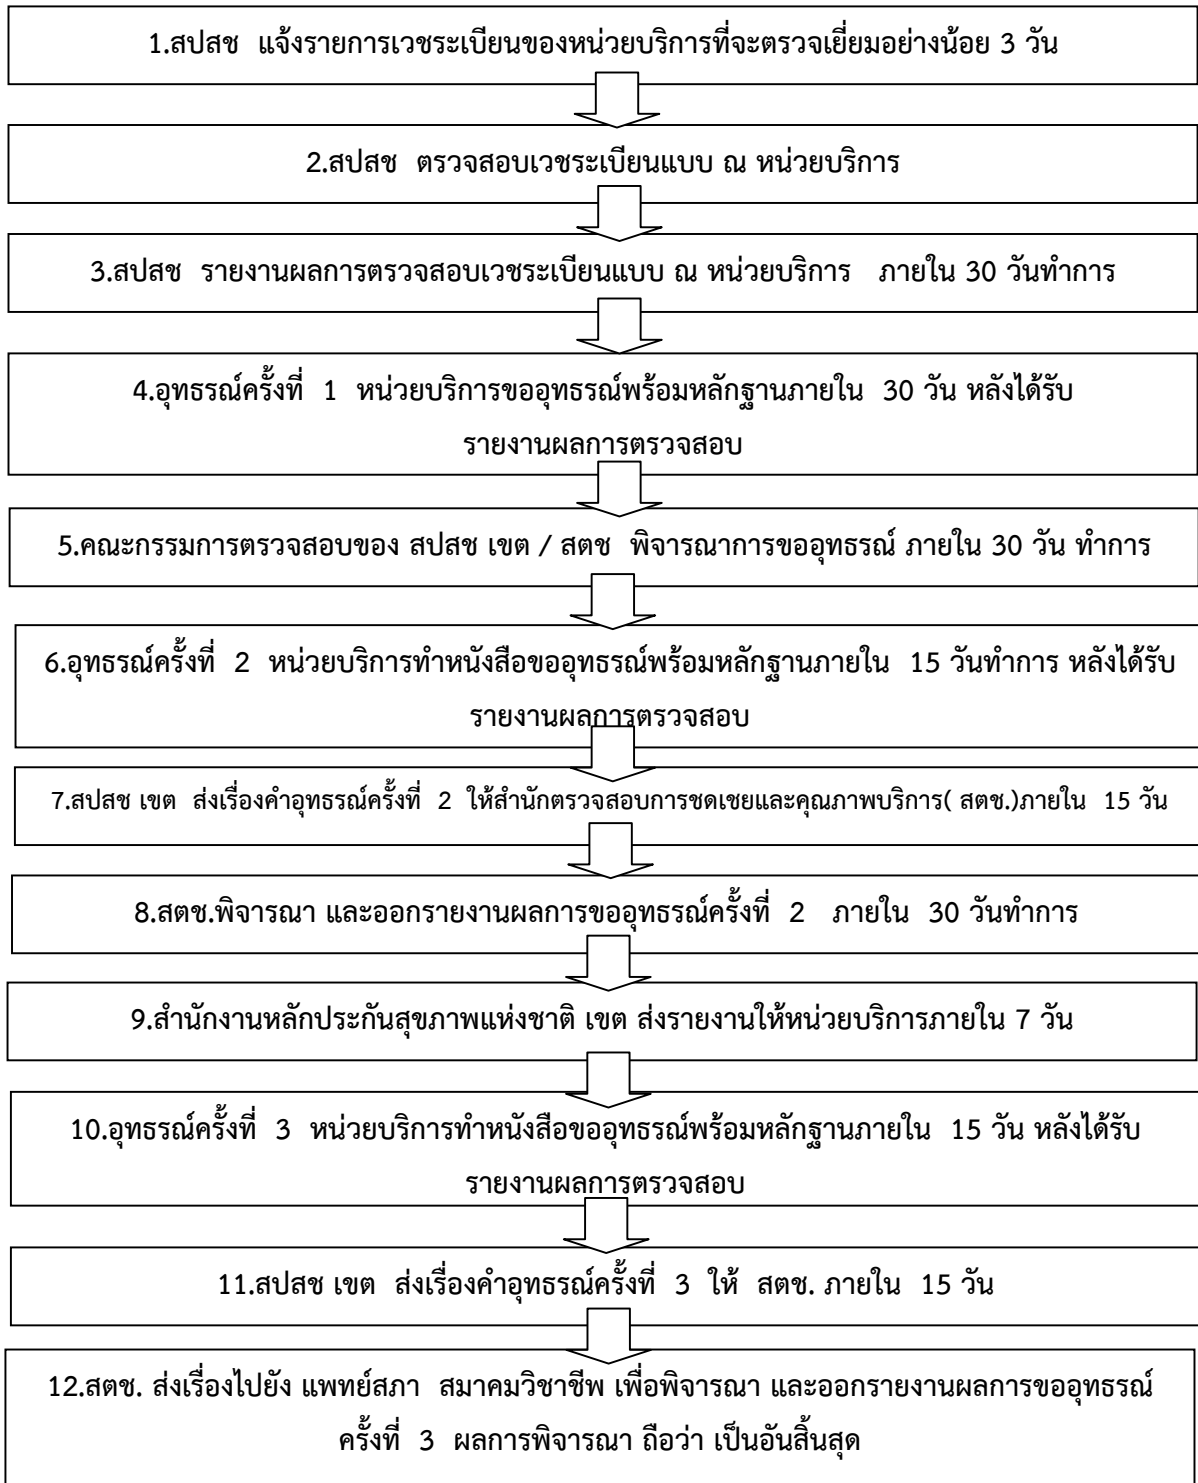 1.สปสช แจ้งรายการเวชระเบียนของหน่วยบริการที่จะตรวจเยี่ยมอย่างน้อย 3 วัน
2.สปสช ตรวจสอบเวชระเบียนแบบ ณ หน่วยบริการ
3.สปสช รายงานผลการตรวจสอบเวชระเบียนแบบ ณ หน่วยบริการ ภายใน 30 วันทำการ
4.อุทธรณ์ครั้งที่ 1 หน่วยบริการขออุทธรณ์พร้อมหลักฐานภายใน 30 วัน หลังได้รับ
รายงานผลการตรวจสอบ
5.คณะกรรมการตรวจสอบของ สปสช เขต / สตช พิจารณาการขออุทธรณ์ ภายใน 30 วัน ทำการ
6.อุทธรณ์ครั้งที่ 2 หน่วยบริการทำหนังสือขออุทธรณ์พร้อมหลักฐานภายใน 15 วันทำการ หลังได้รับ
รายงานผลการตรวจสอบ
7.สปสช เขต ส่งเรื่องคำอุทธรณ์ครั้งที่ 2 ให้สำนักตรวจสอบการชดเชยและคุณภาพบริการ( สตช.)ภายใน 15 วัน
8.สตช.พิจารณา และออกรายงานผลการขออุทธรณ์ครั้งที่ 2 ภายใน 30 วันทำการ
9.สำนักงานหลักประกันสุขภาพแห่งชาติ เขต ส่งรายงานให้หน่วยบริการภายใน 7 วัน
10.อุทธรณ์ครั้งที่ 3 หน่วยบริการทำหนังสือขออุทธรณ์พร้อมหลักฐานภายใน 15 วัน หลังได้รับ
รายงานผลการตรวจสอบ
11.สปสช เขต ส่งเรื่องคำอุทธรณ์ครั้งที่ 3 ให้ สตช. ภายใน 15 วัน
12.สตช. ส่งเรื่องไปยัง แพทย์สภา สมาคมวิชาชีพ เพื่อพิจารณา และออกรายงานผลการขออุทธรณ์
ครั้งที่ 3 ผลการพิจารณา ถือว่า เป็นอันสิ้นสุด